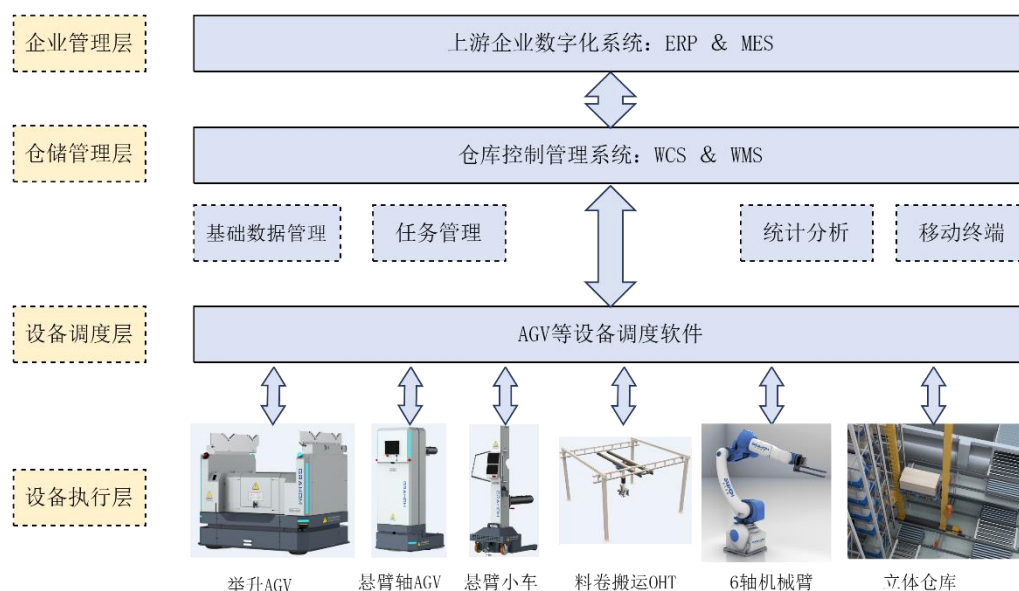 企业管理层
上游企业数字化系统：ERP & MES
仓储管理层
仓库控制管理系统：WCS & WMS
基础数据管理
任务管理
统计分析
移动终端
设备调度层
AGV等设备调度软件
设备执行层
举升AGV
悬臂轴AGV
悬臂小车
料卷搬运OHT
6轴机械臂
立体仓库